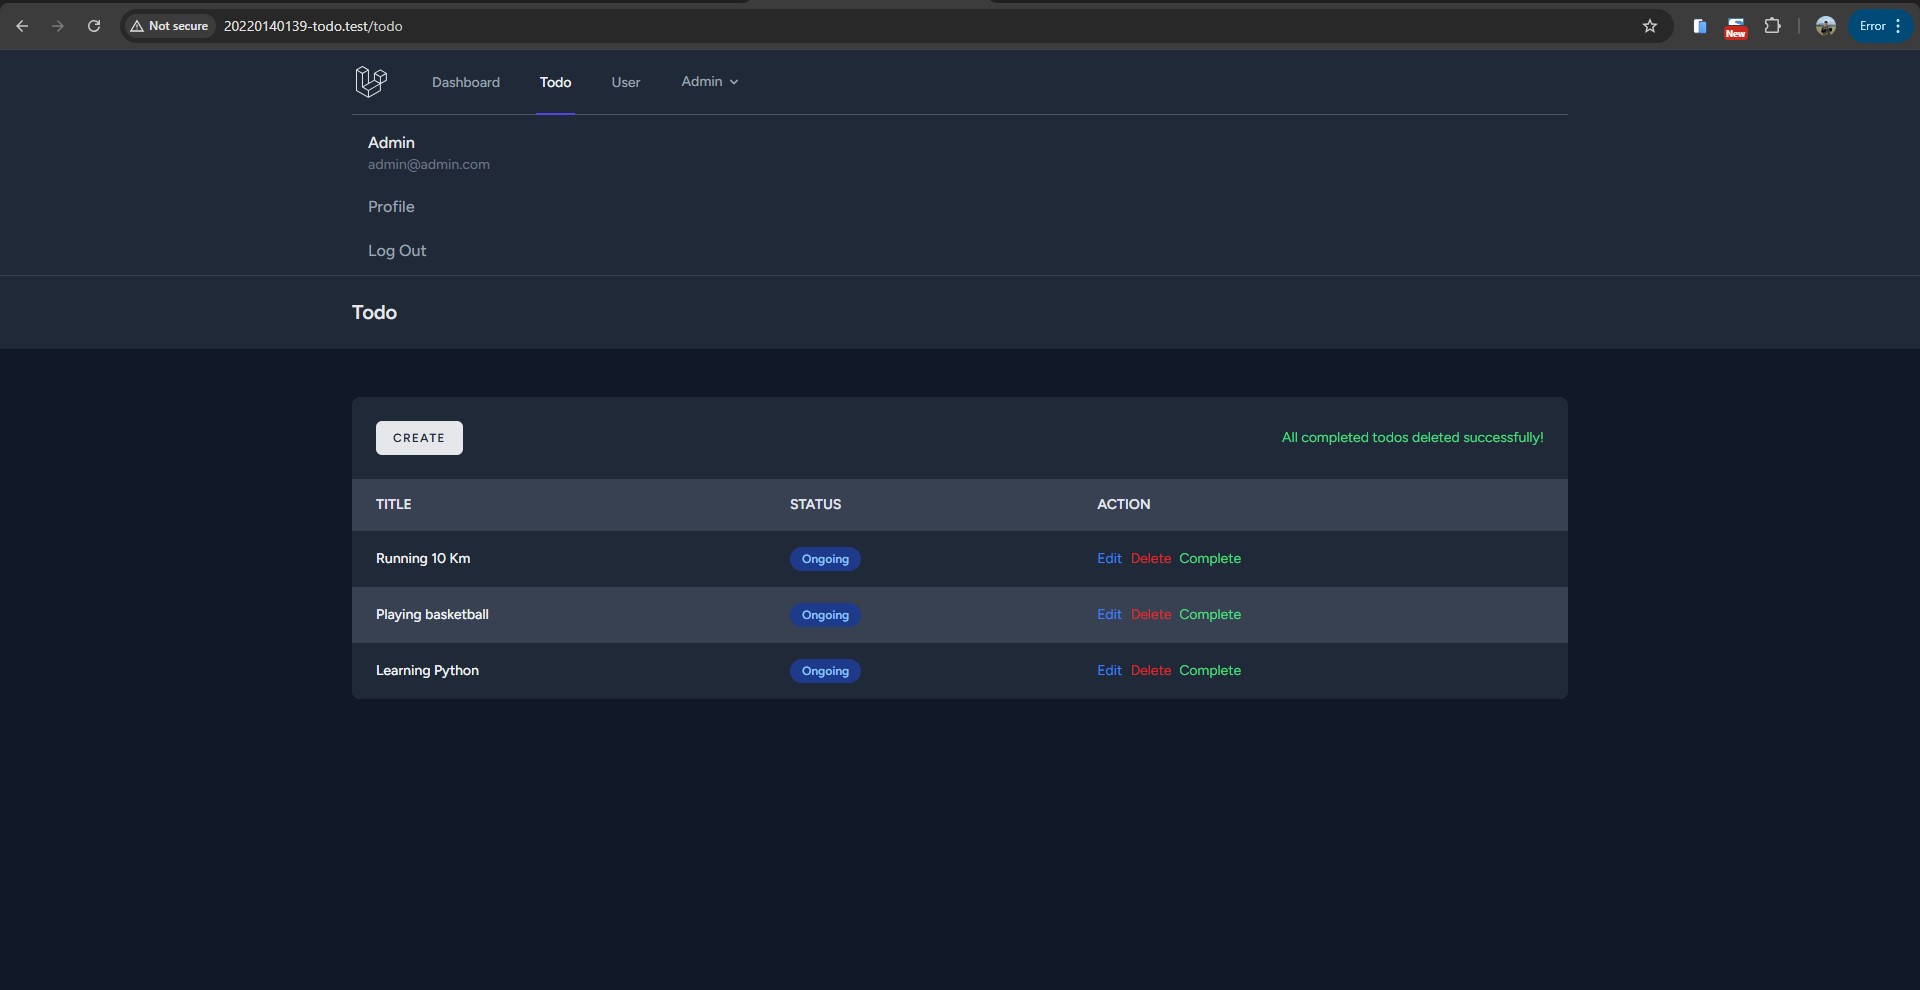 Not secure 20220140139-todo.test/todo New Error
Dashboard Todo User Admin
Admin
admin@admin.com
Profile
Log Out
Todo
CREATE All completed todos deleted successfully!
TITLE STATUS ACTION
Running 10 Km Ongoing Edit Delete Complete
Playing basketball Ongoing Edit Delete Complete
Learning Python Ongoing Edit Delete Complete